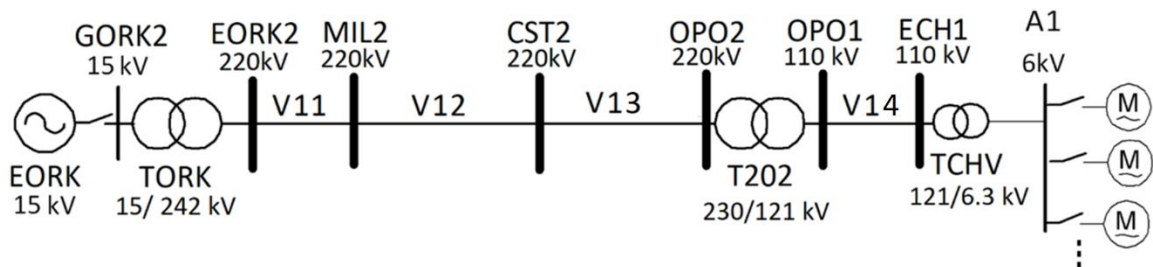 GORK2
15 kV
EORK2
220kV
MIL2
220kV
CST2
220kV
OPO2
220kV
OPO1
110 kV
ECH1
110 kV
A1
6kV
V11
V12
V13
V14
M
M
M
EORK
15 kV
TORK
15/ 242 kV
T202
230/121 kV
TCHV
121/6.3 kV